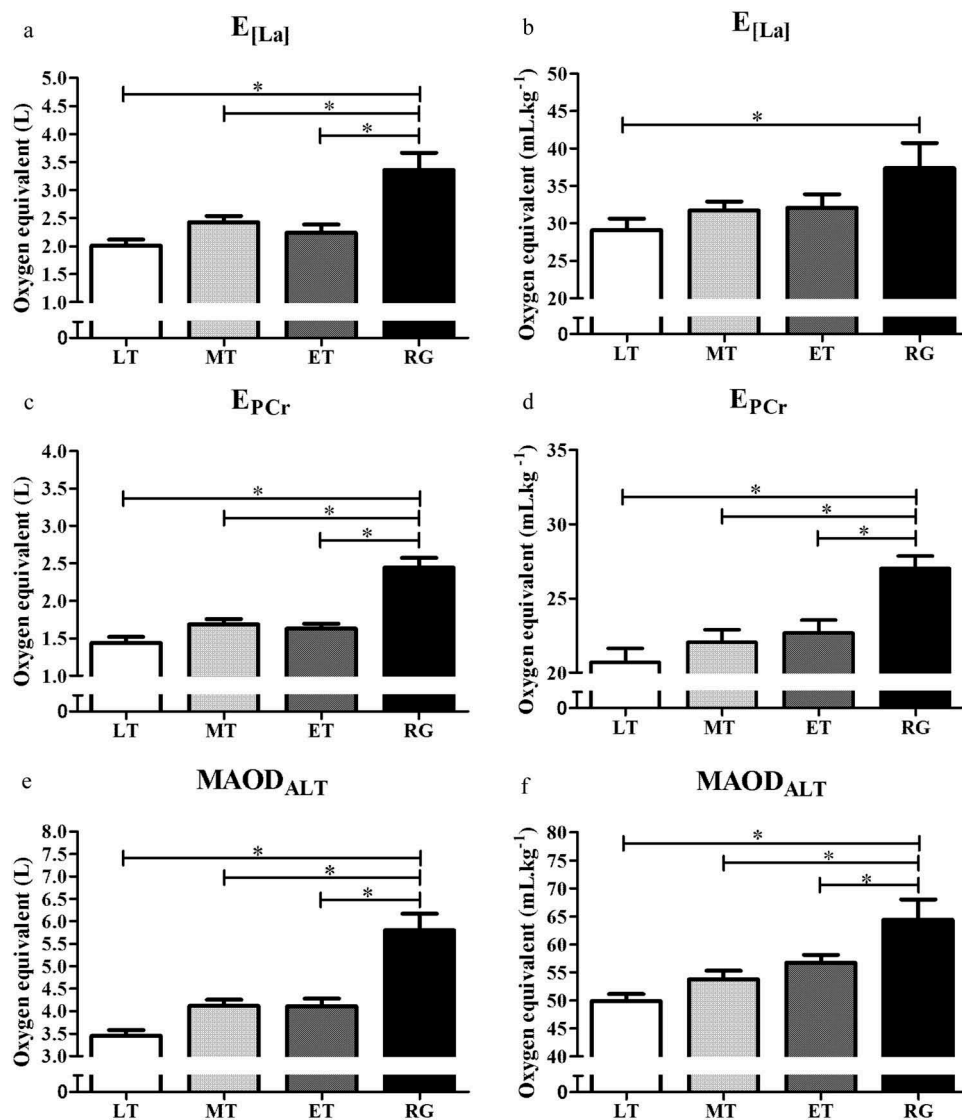 a
E[La]
Oxygen equivalent (L)
5.0
4.5
4.0
3.5
3.0
2.5
2.0
1.5
1.0
0
*
*
*
LT MT ET RG
b
E[La]
Oxygen equivalent (mL.kg-1)
50
45
40
35
30
25
20
0
*
LT MT ET RG
c
EPCr
Oxygen equivalent (L)
4.0
3.5
3.0
2.5
2.0
1.5
1.0
0
*
*
*
LT MT ET RG
d
EPCr
Oxygen equivalent (mL.kg-1)
35
30
25
20
0
*
*
*
LT MT ET RG
e
MAODALT
Oxygen equivalent (L)
8.0
7.5
7.0
6.5
6.0
5.5
5.0
4.5
4.0
3.5
3.0
0
*
*
*
LT MT ET RG
f
MAODALT
Oxygen equivalent (mL.kg-1)
80
75
70
65
60
55
50
45
40
0
*
*
*
LT MT ET RG